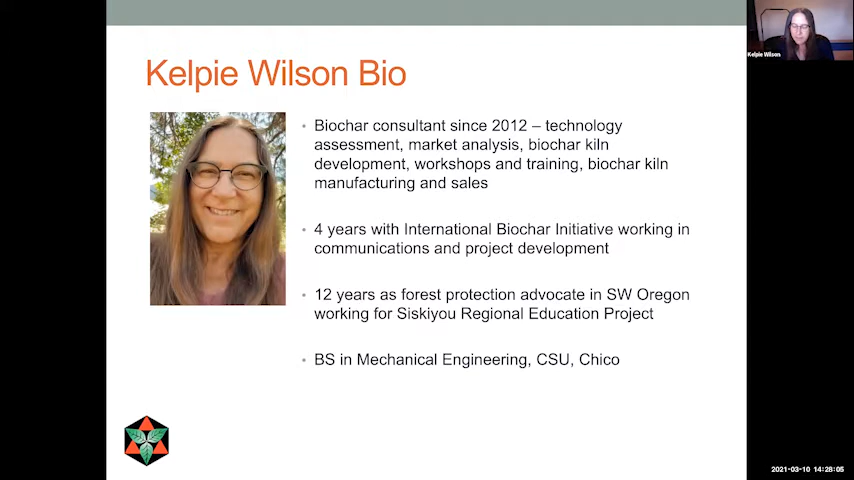 Kelpie Wilson Bio
Kelpie Wilson
• Biochar consultant since 2012 – technology
assessment, market analysis, biochar kiln
development, workshops and training, biochar kiln
manufacturing and sales
• 4 years with International Biochar Initiative working in
communications and project development
• 12 years as forest protection advocate in SW Oregon
working for Siskiyou Regional Education Project
• BS in Mechanical Engineering, CSU, Chico
2021-03-10 14:28:05